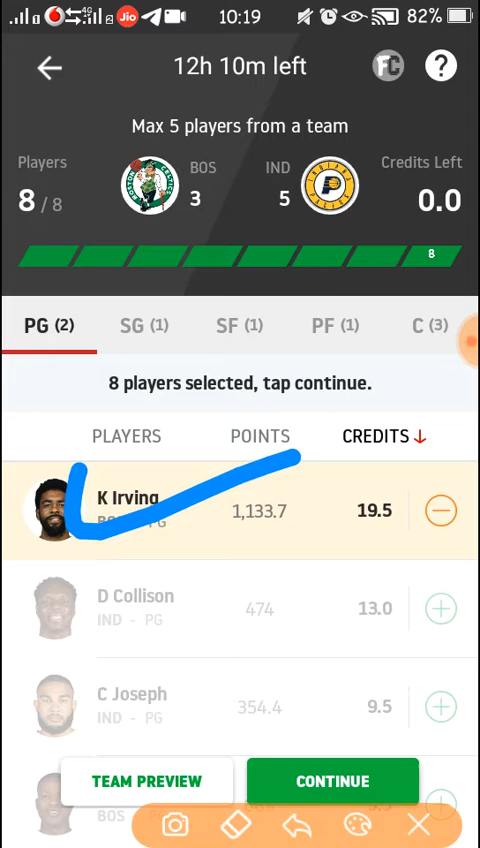 4G 2 Jio 10:19 82%
12h 10m left FC ?
Max 5 players from a team
Players BOS IND Credits Left
8 / 8 3 5 0.0
8
PG (2) SG (1) SF (1) PF (1) C (3)
8 players selected, tap continue.
PLAYERS POINTS CREDITS
K Irving 1,133.7 19.5
PG
D Collison 474 13.0
IND - PG
C Joseph 354.4 9.5
IND - PG
TEAM PREVIEW CONTINUE
BOS